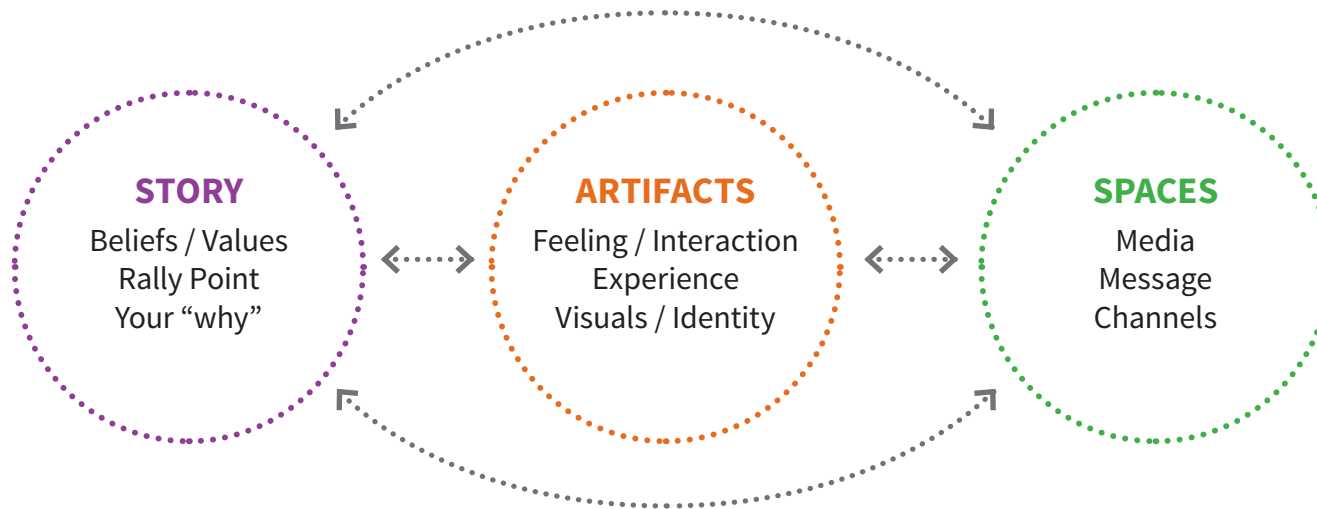 STORY
Beliefs / Values
Rally Point
Your “why”
ARTIFACTS
Feeling / Interaction
Experience
Visuals / Identity
SPACES
Media
Message
Channels